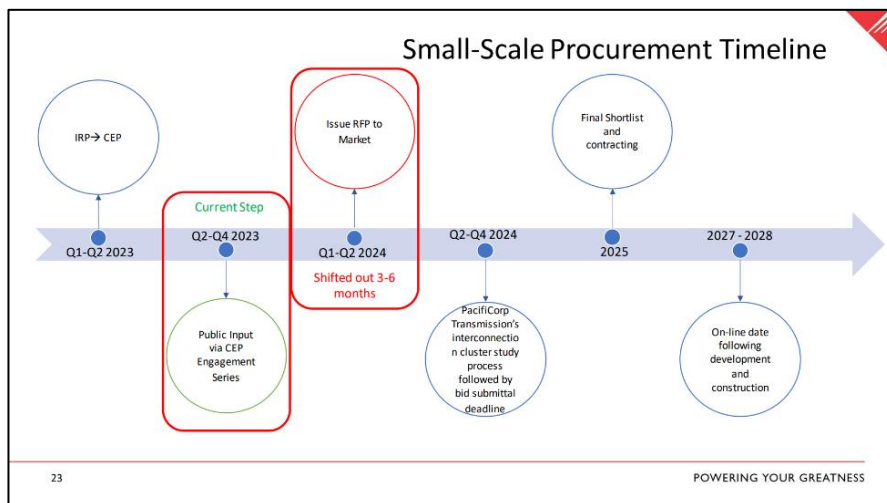 Small-Scale Procurement Timeline
IRP→ CEP
Issue RFP to
Market
Final Shortlist
and
contracting
Current Step
Q1-Q2 2023
Q2-Q4 2023
Q1-Q2 2024
Q2-Q4 2024
2025
2027 - 2028
Shifted out 3-6
months
Public Input
via CEP
Engagement
Series
PacifiCorp
Transmission's
interconnectio
n cluster study
process
followed by
bid submittal
deadline
On-line date
following
development
and
construction
23
POWERING YOUR GREATNESS